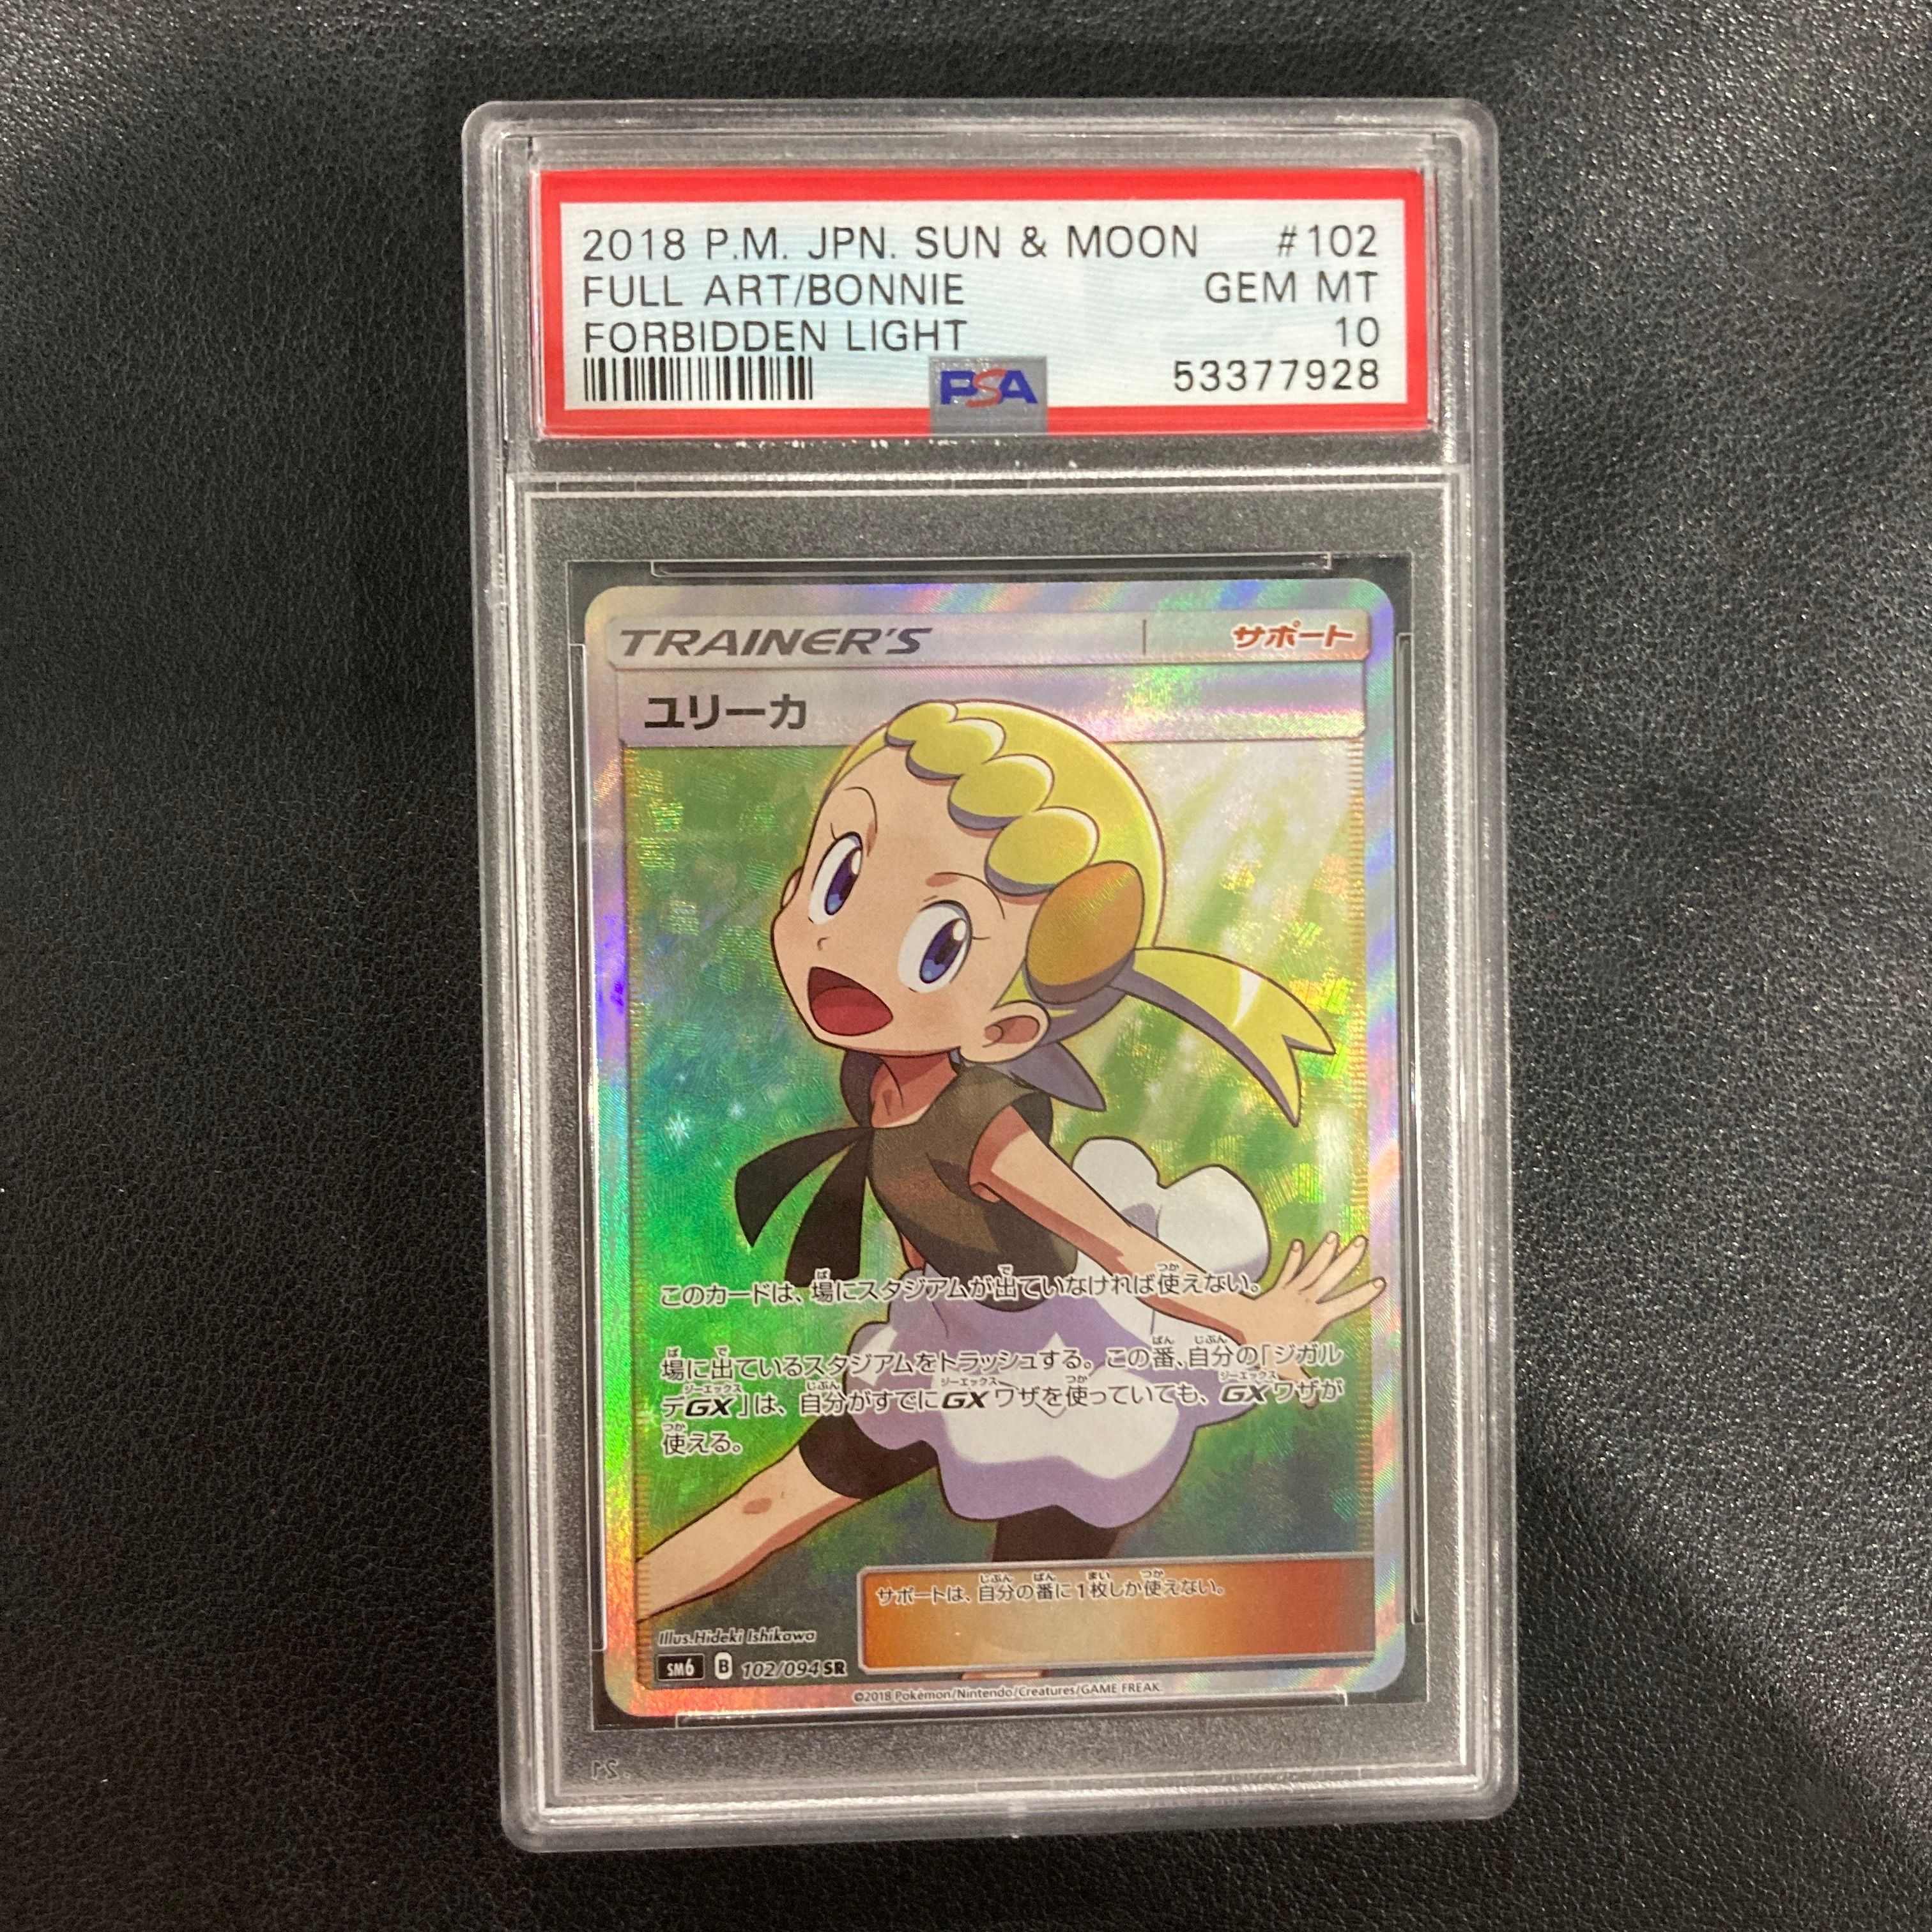 2018 P.M. JPN. SUN & MOON #102
FULL ART/BONNIE GEM MT
FORBIDDEN LIGHT 10
PSA 53377928
TRAINER'S サポート
ユリーカ
このカードは、場にスタジアムが出ていなければ使えない。
場に出ているスタジアムをトラッシュする。この番、自分の「ジガル
デGX」は、自分がすでにGXワザを使っていても、GXワザが
使える。
サポートは、自分の番に1枚しか使えない。
Illus.Hideki Ishikawa
SM6 B 102/094 SR
©2018 Pokémon/Nintendo/Creatures/GAME FREAK